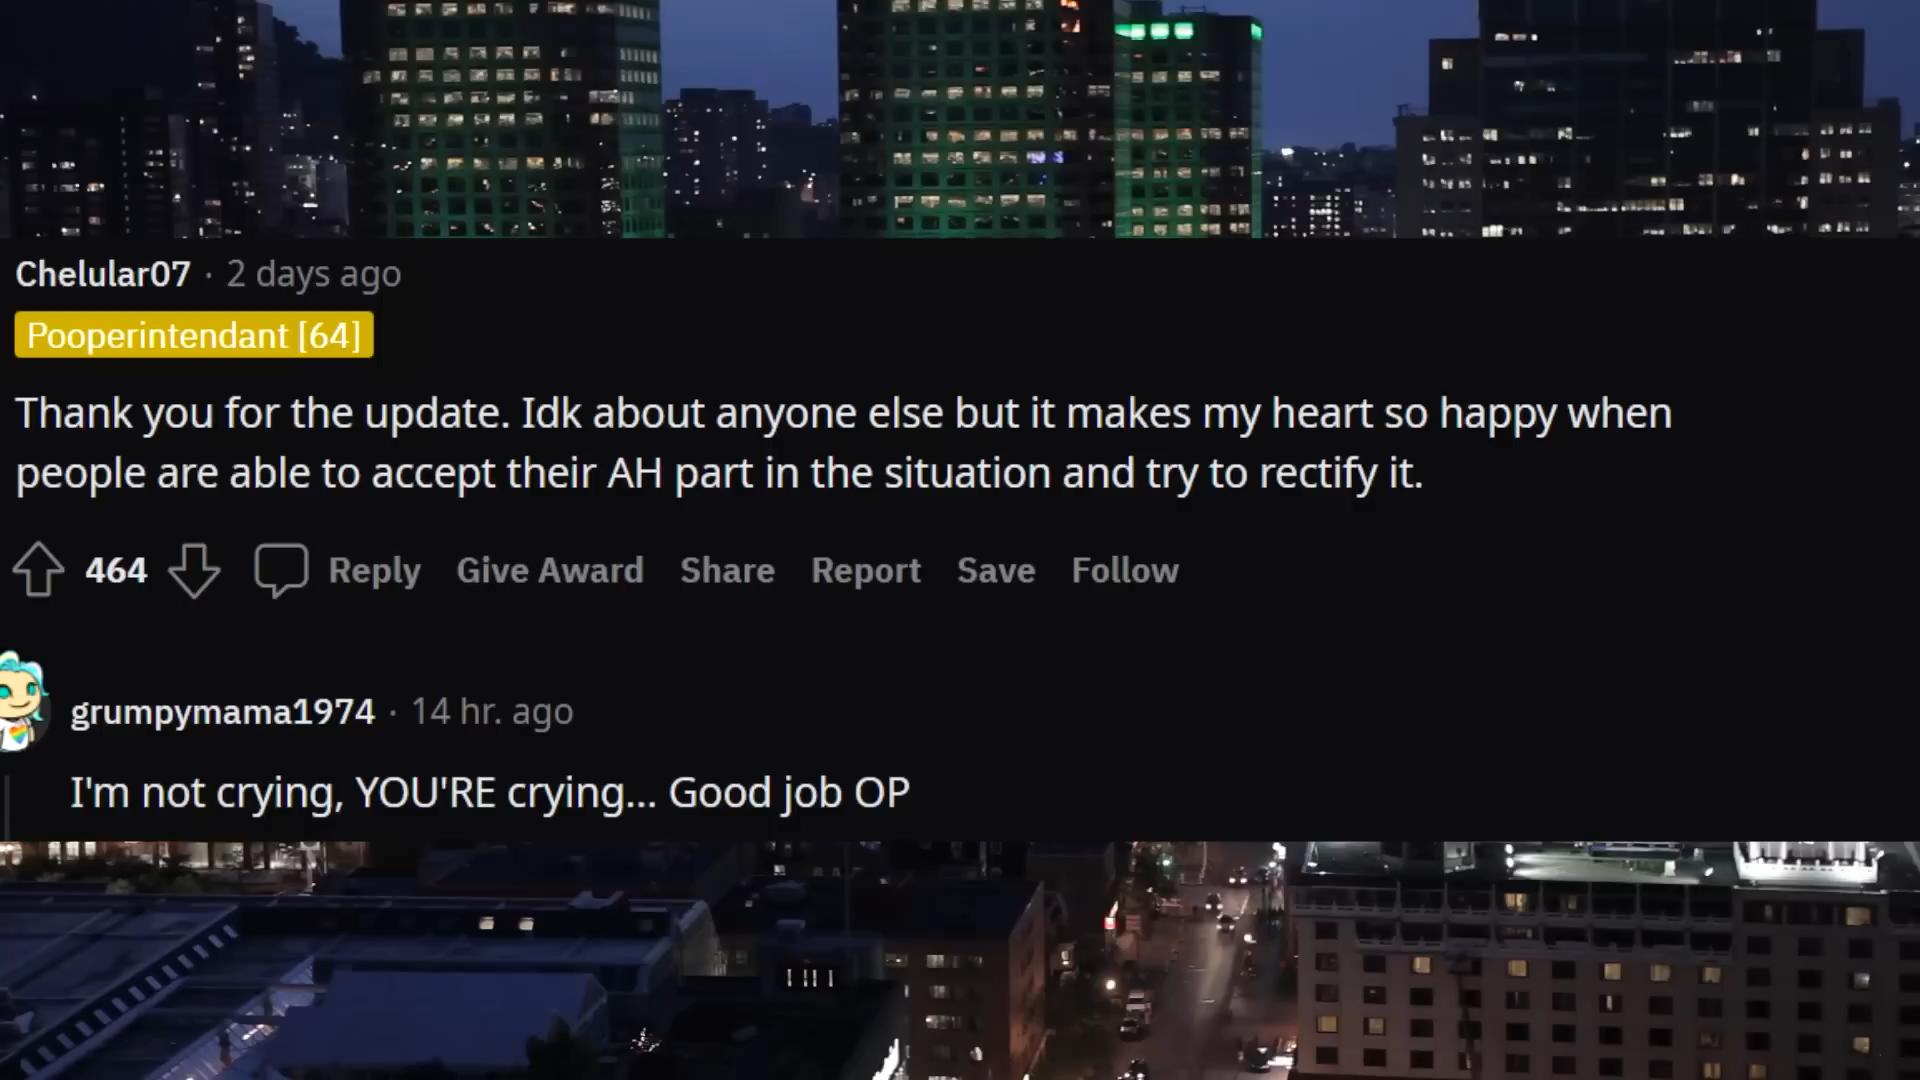 Chelular07 · 2 days ago
Pooperintendant [64]
Thank you for the update. Idk about anyone else but it makes my heart so happy when
people are able to accept their AH part in the situation and try to rectify it.
464 Reply Give Award Share Report Save Follow
grumpymama1974 · 14 hr. ago
I'm not crying, YOU'RE crying... Good job OP